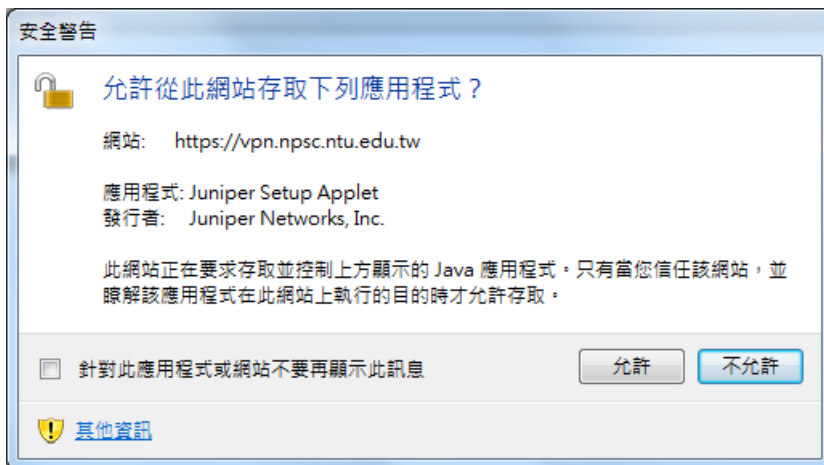 安全警告
允許從此網站存取下列應用程式？
網站: https://vpn.npsc.ntu.edu.tw
應用程式: Juniper Setup Applet
發行者: Juniper Networks, Inc.
此網站正在要求存取並控制上方顯示的 Java 應用程式。只有當您信任該網站，並
瞭解該應用程式在此網站上執行的目的時才允許存取。
針對此應用程式或網站不要再顯示此訊息
允許 不允許
其他資訊